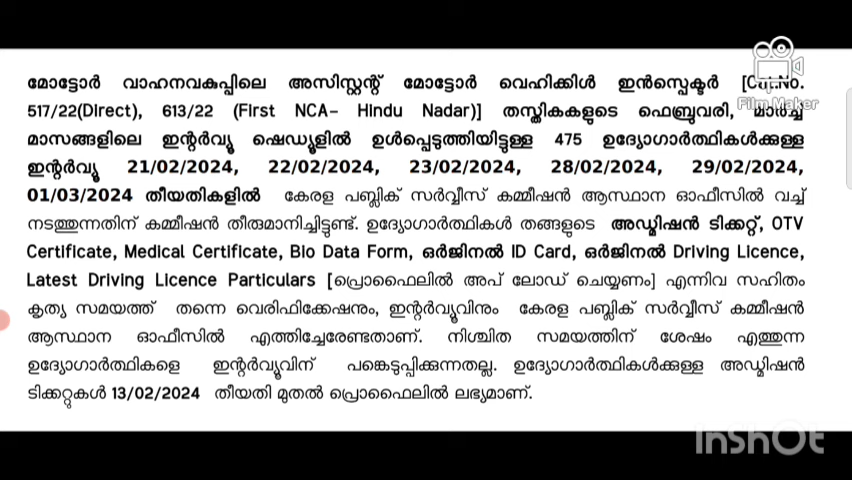 മോട്ടോർ വാഹനവകുപ്പിലെ അസിസ്റ്റന്റ് മോട്ടോർ വെഹിക്കിൾ ഇൻസ്പെക്ടർ [Cat.No.
517/22(Direct), 613/22 (First NCA– Hindu Nadar)] തസ്തികകളുടെ ഫെബ്രുവരി, മാർച്ച്
മാസങ്ങളിലെ ഇന്റർവ്യൂ ഷെഡ്യൂളിൽ ഉൾപ്പെടുത്തിയിട്ടുള്ള 475 ഉദ്യോഗാർത്ഥികൾക്കുള്ള
ഇന്റർവ്യൂ 21/02/2024, 22/02/2024, 23/02/2024, 28/02/2024, 29/02/2024,
01/03/2024 തീയതികളിൽ കേരള പബ്ലിക് സർവ്വീസ് കമ്മീഷൻ ആസ്ഥാന ഓഫീസിൽ വച്ച്
നടത്തുന്നതിന് കമ്മീഷൻ തീരുമാനിച്ചിട്ടുണ്ട്. ഉദ്യോഗാർത്ഥികൾ തങ്ങളുടെ അഡ്മിഷൻ ടിക്കറ്റ്, OTV
Certificate, Medical Certificate, Bio Data Form, ഒർജിനൽ ID Card, ഒർജിനൽ Driving Licence,
Latest Driving Licence Particulars [പ്രൊഫൈലിൽ അപ് ലോഡ് ചെയ്യണം] എന്നിവ സഹിതം
കൃത്യ സമയത്ത് തന്നെ വെരിഫിക്കേഷനും, ഇന്റർവ്യൂവിനും കേരള പബ്ലിക് സർവ്വീസ് കമ്മീഷൻ
ആസ്ഥാന ഓഫീസിൽ എത്തിച്ചേരേണ്ടതാണ്. നിശ്ചിത സമയത്തിന് ശേഷം എത്തുന്ന
ഉദ്യോഗാർത്ഥികളെ ഇന്റർവ്യൂവിന് പങ്കെടുപ്പിക്കുന്നതല്ല. ഉദ്യോഗാർത്ഥികൾക്കുള്ള അഡ്മിഷൻ
ടിക്കറ്റുകൾ 13/02/2024 തീയതി മുതൽ പ്രൊഫൈലിൽ ലഭ്യമാണ്.
Film Maker
InShOt